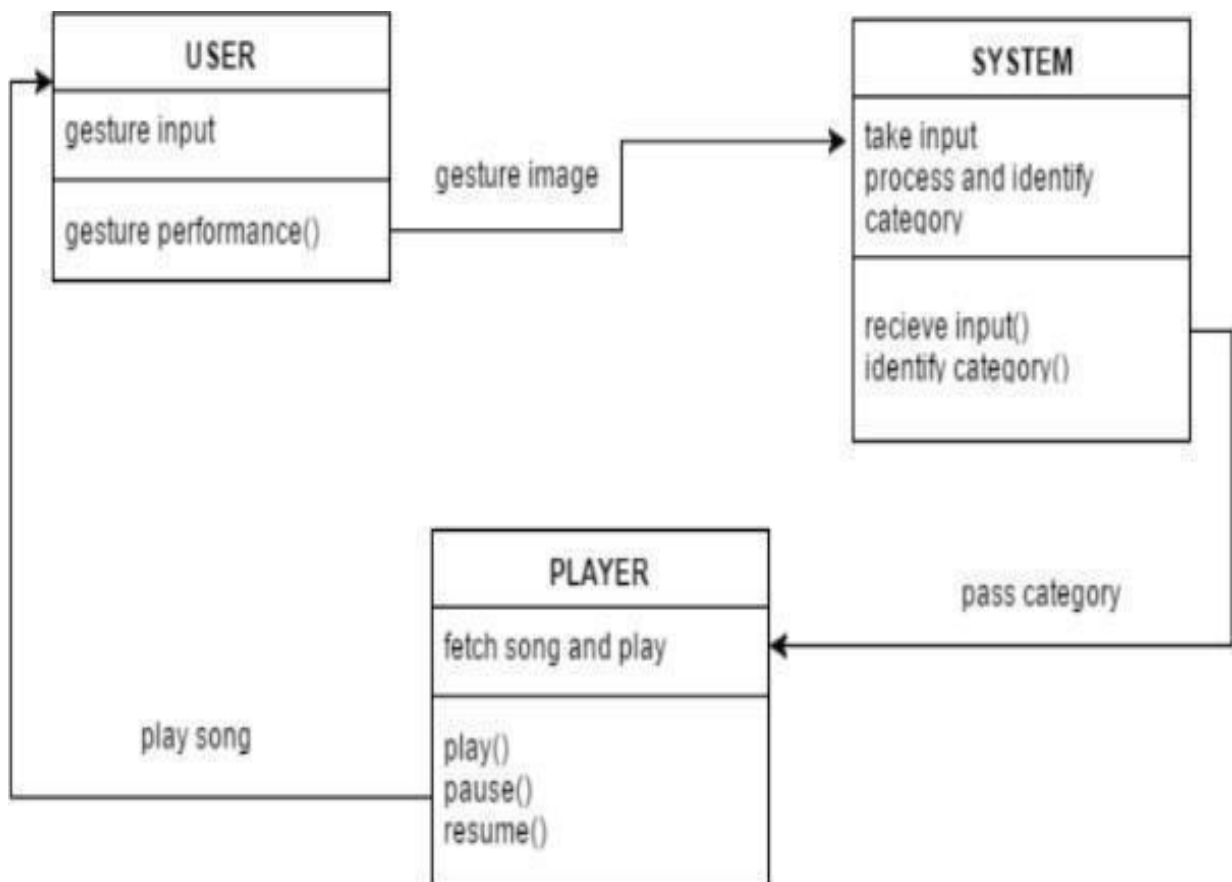 USER
gesture input
gesture performance()
gesture image
SYSTEM
take input
process and identify
category
recieve input()
identify category()
pass category
PLAYER
fetch song and play
play()
pause()
resume()
play song